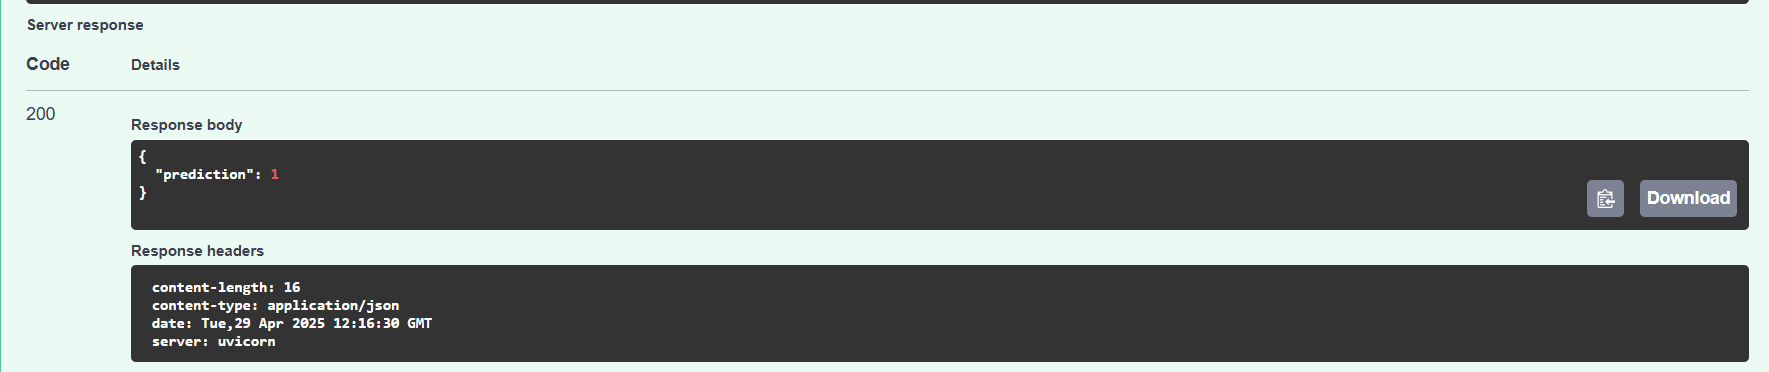 Server response
Code Details
200
Response body
{
  "prediction": 1
}
Download
Response headers
content-length: 16
content-type: application/json
date: Tue,29 Apr 2025 12:16:30 GMT
server: uvicorn